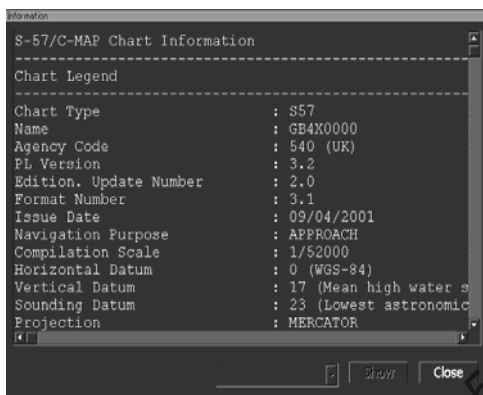 Information
S-57/C-MAP Chart Information
Chart Legend
Chart Type : S57
Name : GB4X0000
Agency Code : 540 (UK)
PL Version : 3.2
Edition. Update Number : 2.0
Format Number : 3.1
Issue Date : 09/04/2001
Navigation Purpose : APPROACH
Compilation Scale : 1/52000
Horizontal Datum : 0 (WGS-84)
Vertical Datum : 17 (Mean high water s
Sounding Datum : 23 (Lowest astronomic
Projection : MERCATOR
Show Close